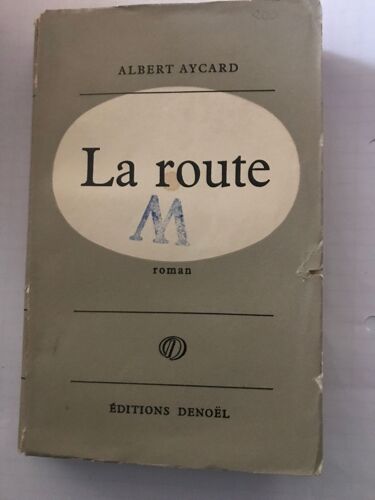 ALBERT AYCARD
La route
W
roman
ÉDITIONS DENOËL